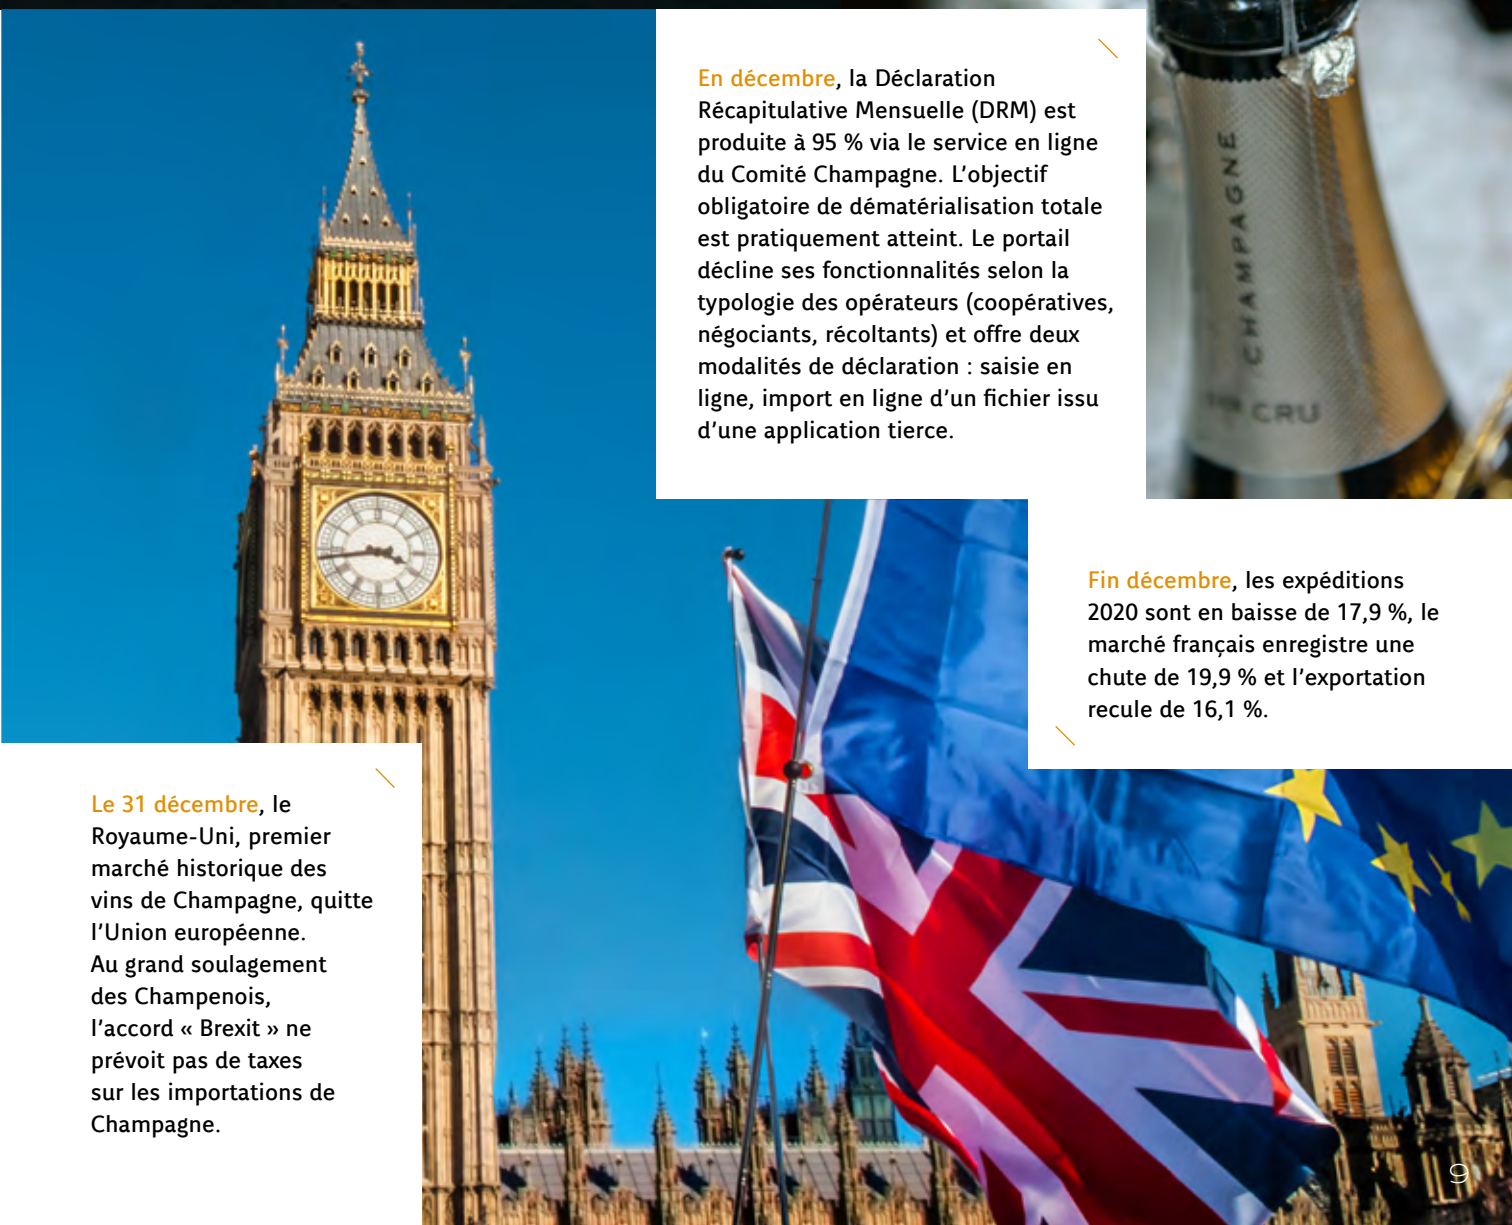 En décembre, la Déclaration
Récapitulative Mensuelle (DRM) est
produite à 95 % via le service en ligne
du Comité Champagne. L’objectif
obligatoire de dématérialisation totale
est pratiquement atteint. Le portail
décline ses fonctionnalités selon la
typologie des opérateurs (coopératives,
négociants, récoltants) et offre deux
modalités de déclaration : saisie en
ligne, import en ligne d’un fichier issu
d’une application tierce.
CHAMPAGNE
CRU
Fin décembre, les expéditions
2020 sont en baisse de 17,9 %, le
marché français enregistre une
chute de 19,9 % et l’exportation
recule de 16,1 %.
Le 31 décembre, le
Royaume-Uni, premier
marché historique des
vins de Champagne, quitte
l’Union européenne.
Au grand soulagement
des Champenois,
l’accord « Brexit » ne
prévoit pas de taxes
sur les importations de
Champagne.
9